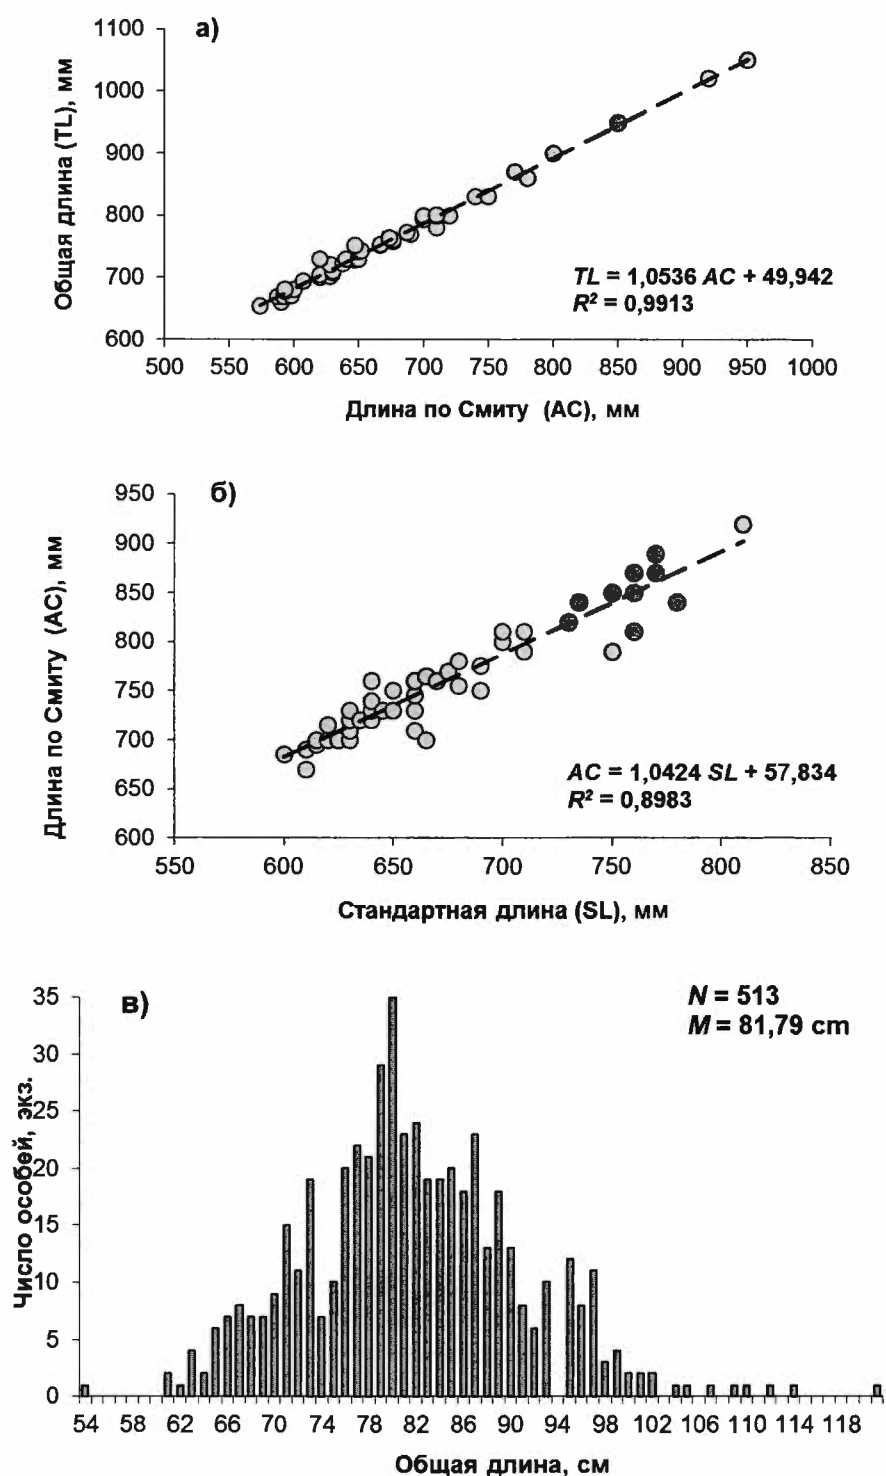 а)
Общая длина (TL), мм
1100
1000
900
800
700
600
TL = 1,0536 AC + 49,942
R² = 0,9913
500 550 600 650 700 750 800 850 900 950 1000
Длина по Смиту (АС), мм
б)
Длина по Смиту (АС), мм
950
900
850
800
750
700
650
600
AC = 1,0424 SL + 57,834
R² = 0,8983
550 600 650 700 750 800 850
Стандартная длина (SL), мм
в)
N = 513
M = 81,79 cm
Число особей, экз.
35
30
25
20
15
10
5
0
54 58 62 66 70 74 78 82 86 90 94 98 102 106 110 114 118
Общая длина, см